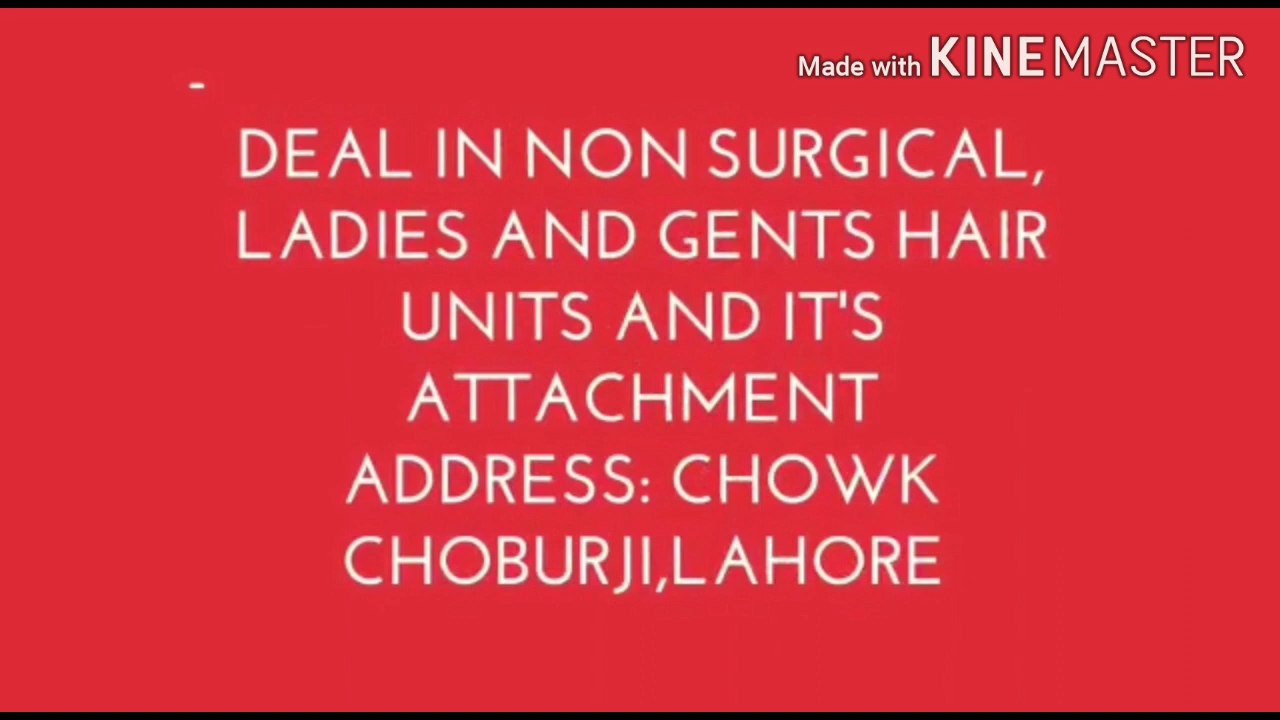 Made with KINEMASTER
-
DEAL IN NON SURGICAL,
LADIES AND GENTS HAIR
UNITS AND IT'S
ATTACHMENT
ADDRESS: CHOWK
CHOBURJI,LAHORE